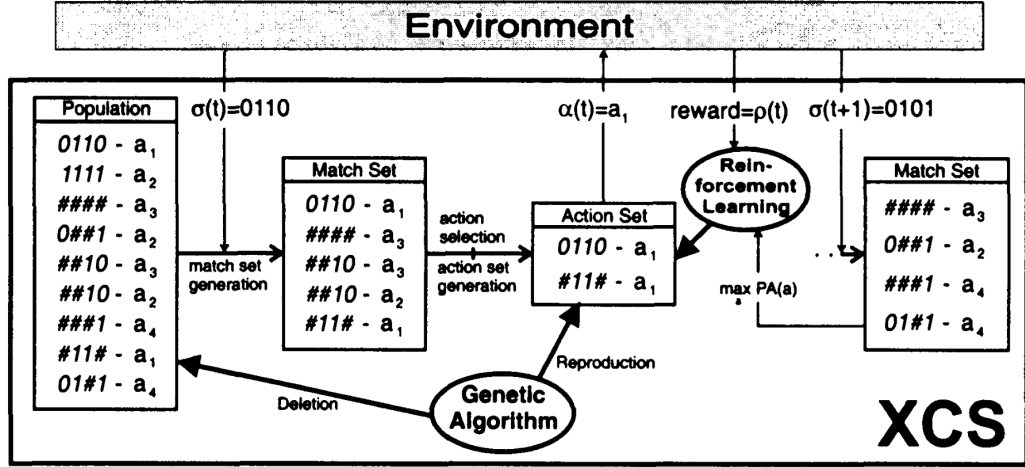 Environment
σ(t)=0110
α(t)=a₁
reward=ρ(t)
σ(t+1)=0101
Population
0110 - a₁
1111 - a₂
#### - a₃
0##1 - a₂
##10 - a₃
##10 - a₂
###1 - a₄
#11# - a₁
01#1 - a₄
match set
generation
Match Set
0110 - a₁
#### - a₃
##10 - a₃
##10 - a₂
#11# - a₁
action
selection
action set
generation
Action Set
0110 - a₁
#11# - a₁
Rein-
forcement
Learning
max PA(a)
. .
Match Set
#### - a₃
0##1 - a₂
###1 - a₄
01#1 - a₄
Reproduction
Deletion
Genetic
Algorithm
XCS